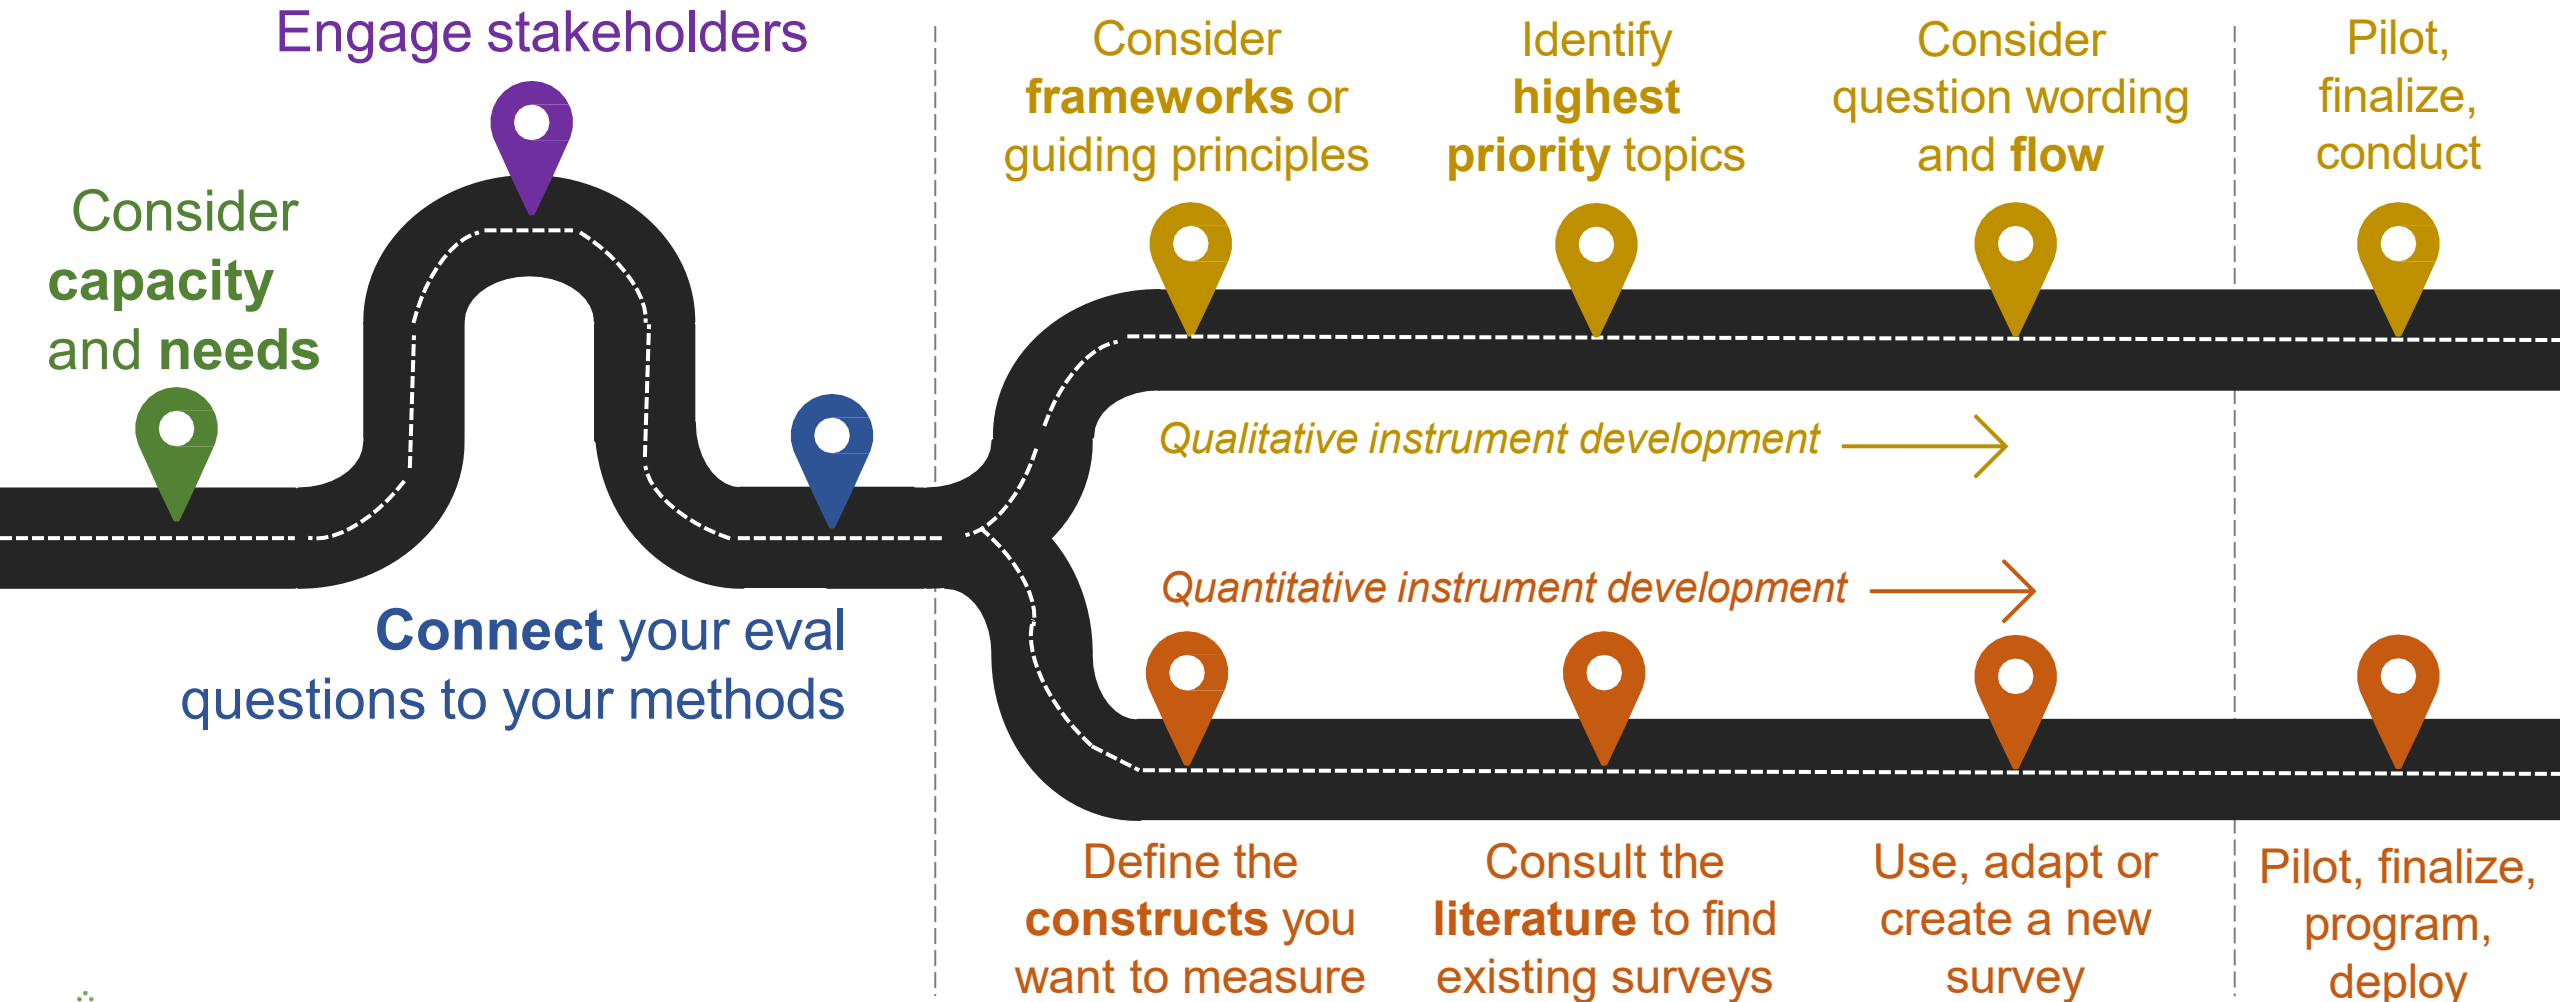 Engage stakeholders
Consider
capacity
and needs
Connect your eval
questions to your methods
Consider
frameworks or
guiding principles
Identify
highest
priority topics
Consider
question wording
and flow
Pilot,
finalize,
conduct
Qualitative instrument development
Quantitative instrument development
Define the
constructs you
want to measure
Consult the
literature to find
existing surveys
Use, adapt or
create a new
survey
Pilot, finalize,
program,
deploy